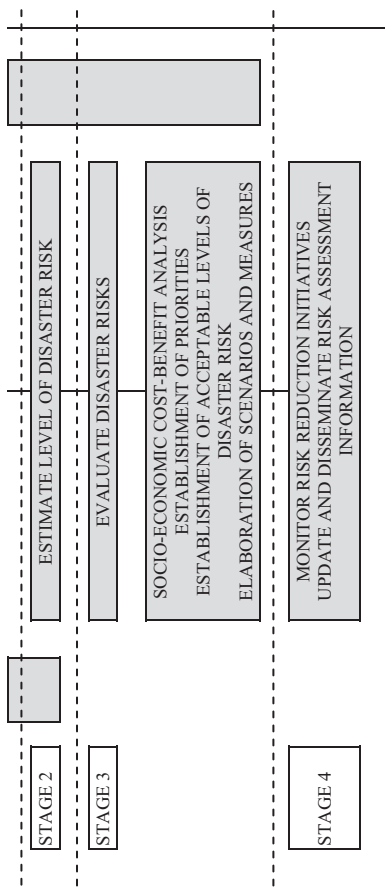 STAGE 2
ESTIMATE LEVEL OF DISASTER RISK
STAGE 3
EVALUATE DISASTER RISKS
SOCIO-ECONOMIC COST-BENEFIT ANALYSIS
ESTABLISHMENT OF PRIORITIES
ESTABLISHMENT OF ACCEPTABLE LEVELS OF
DISASTER RISK
ELABORATION OF SCENARIOS AND MEASURES
STAGE 4
MONITOR RISK REDUCTION INITIATIVES
UPDATE AND DISSEMINATE RISK ASSESSMENT
INFORMATION